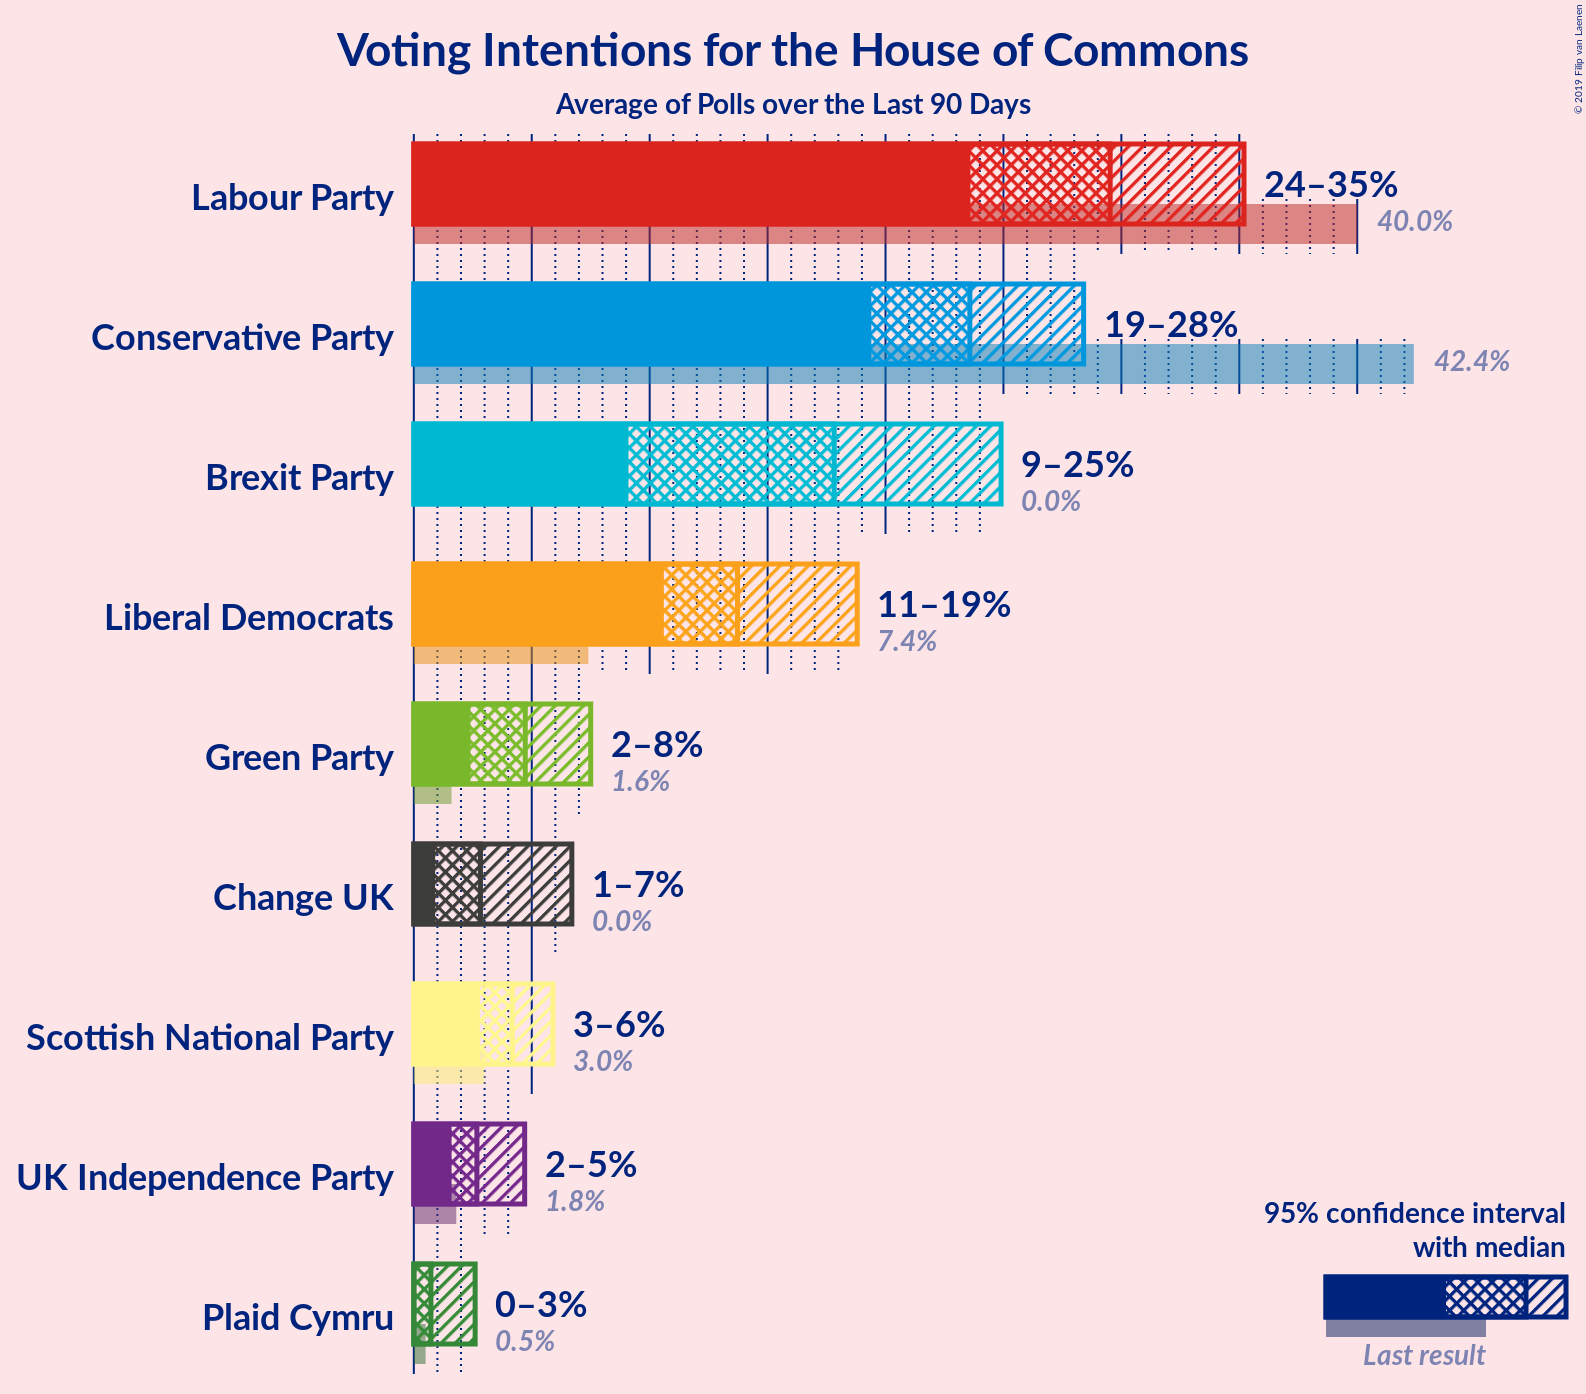 © 2019 Filip van Laenen
Voting Intentions for the House of Commons
Average of Polls over the Last 90 Days
Labour Party
24–35%
40.0%
Conservative Party
19–28%
42.4%
Brexit Party
9–25%
0.0%
Liberal Democrats
11–19%
7.4%
Green Party
2–8%
1.6%
Change UK
1–7%
0.0%
Scottish National Party
3–6%
3.0%
UK Independence Party
2–5%
1.8%
Plaid Cymru
0–3%
0.5%
95% confidence interval
with median
Last result